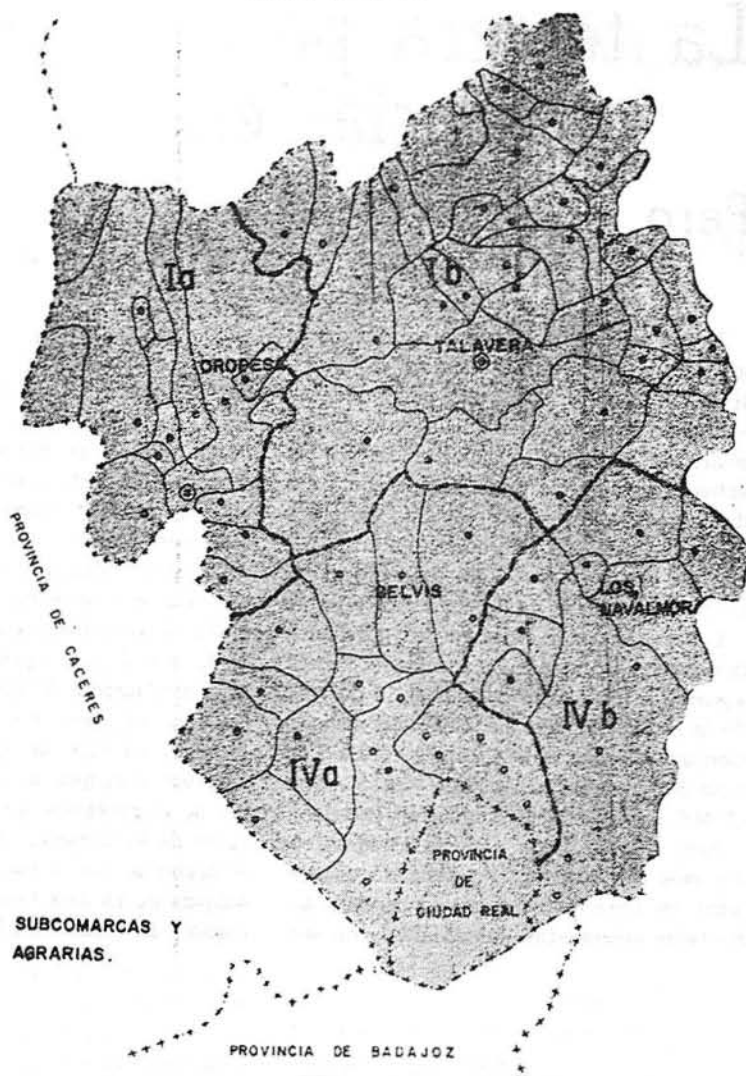 Ia
Ib
OROPESA
TALAVERA
PROVINCIA DE CACERES
BELVIS
LOS
NAVALMOR
IVb
IVa
PROVINCIA
DE
CIUDAD REAL
SUBCOMARCAS Y
AGRARIAS.
PROVINCIA DE BADAJOZ